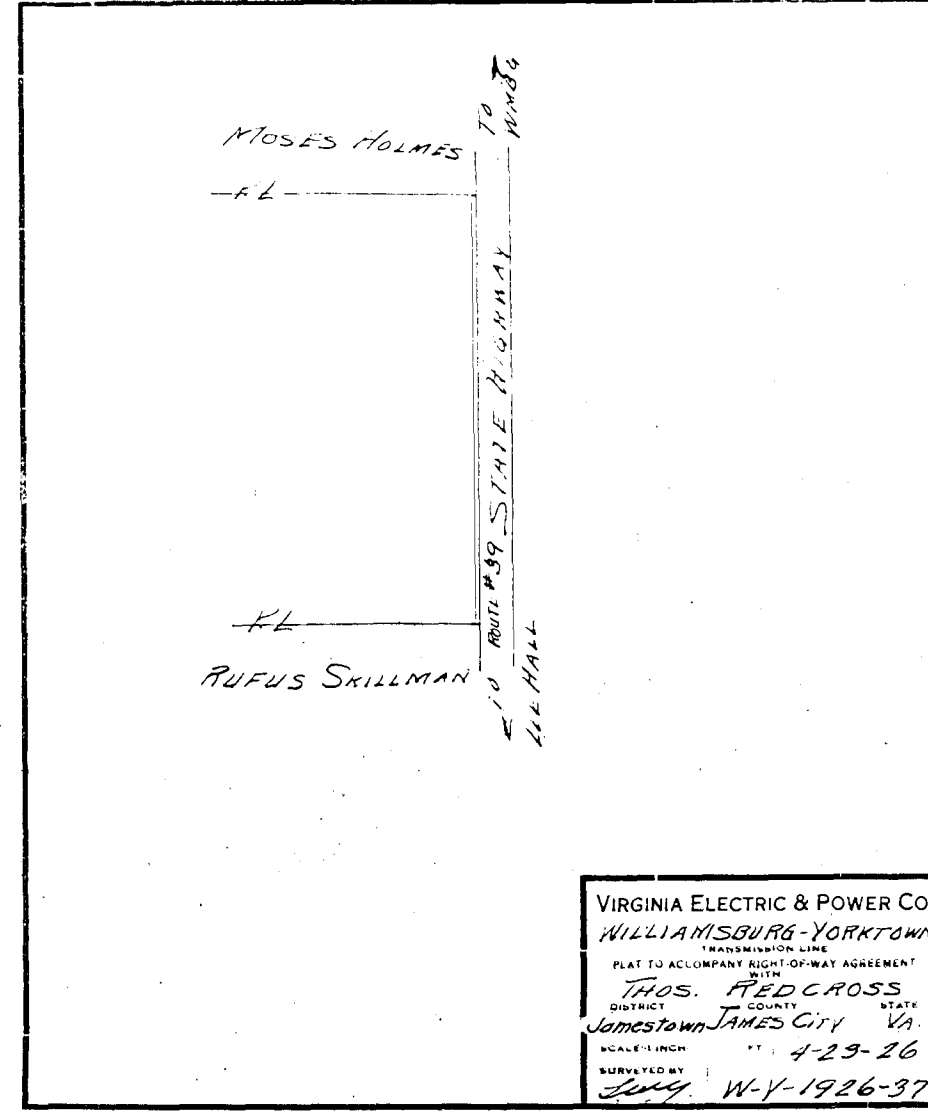 MOSES HOLMES
TO
WMBG
FL
ROUTE #39 STATE HIGHWAY
FL
RUFUS SKILLMAN
TO
LEE HALL
VIRGINIA ELECTRIC & POWER CO
WILLIAMSBURG-YORKTOWN
TRANSMISSION LINE
PLAT TO ACCOMPANY RIGHT-OF-WAY AGREEMENT
WITH
THOS. REDCROSS
DISTRICT COUNTY STATE
Jamestown JAMES CITY VA.
SCALE-1 INCH FT. 4-29-26
SURVEYED BY
W-Y-1926-37